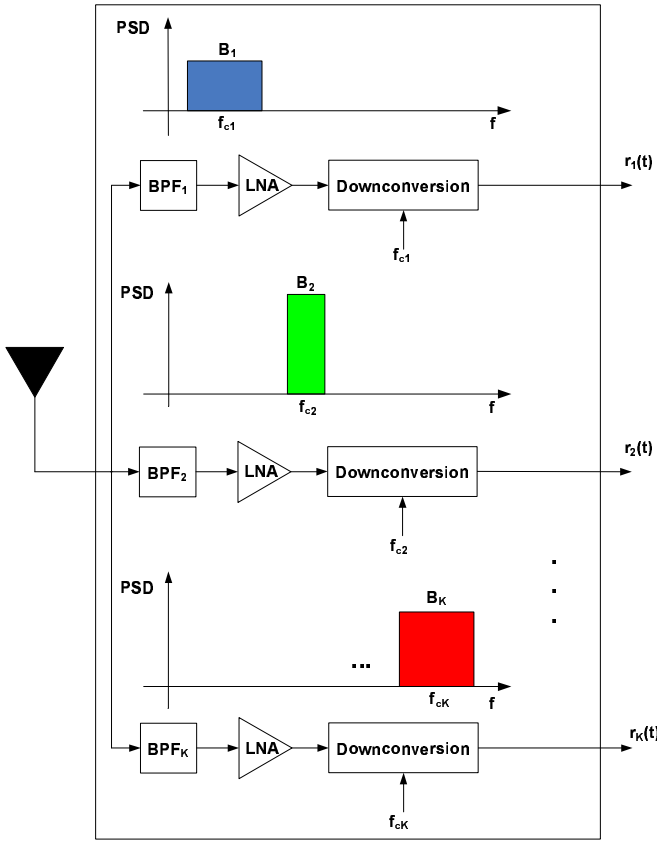 PSD
B1
fc1
f
r1(t)
BPF1
LNA
Downconversion
fc1
PSD
B2
fc2
f
r2(t)
BPF2
LNA
Downconversion
fc2
.
.
.
PSD
BK
...
fcK
f
rK(t)
BPFK
LNA
Downconversion
fcK